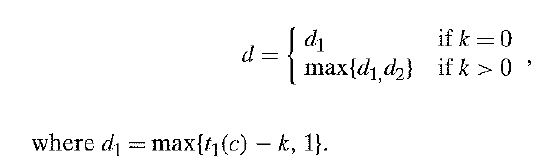 d = { d₁ if k = 0
max{d₁,d₂} if k > 0 ,
where d₁ = max{t₁(c) − k, 1}.